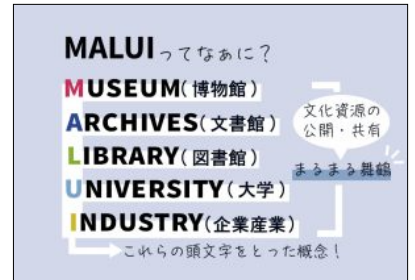 MALUIってなぁに？
MUSEUM(博物館)
ARCHIVES(文書館)
LIBRARY(図書館)
UNIVERSITY(大学)
INDUSTRY(企業産業)
これらの頭文字をとった概念！
文化資源の
公開・共有
まるまる舞鶴